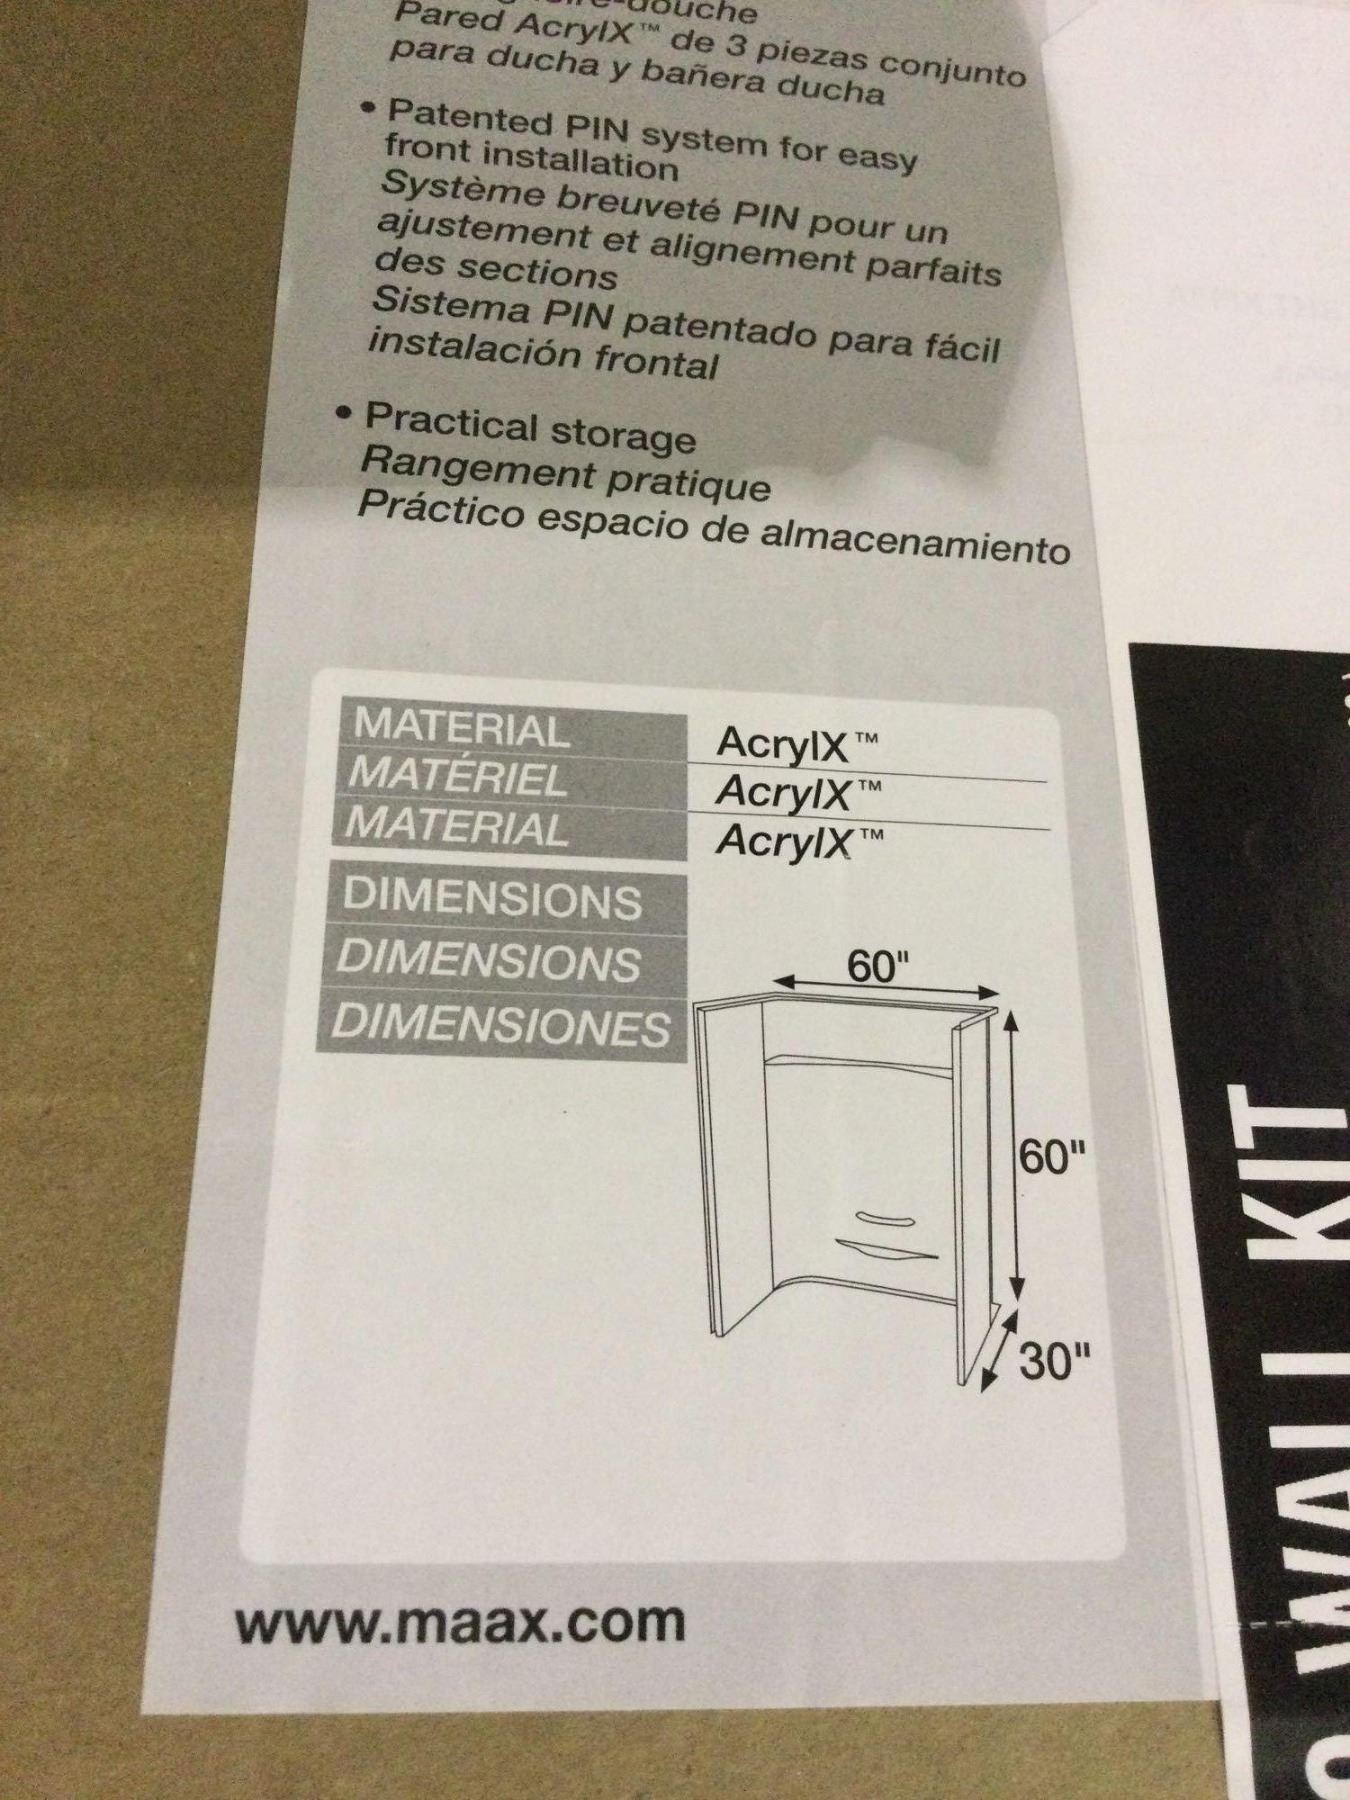 Pared AcrylX™ de 3 piezas conjunto
para ducha y bañera ducha
• Patented PIN system for easy
front installation
Système breuveté PIN pour un
ajustement et alignement parfaits
des sections
Sistema PIN patentado para fácil
instalación frontal
• Practical storage
Rangement pratique
Práctico espacio de almacenamiento
MATERIAL AcrylX™
MATÉRIEL AcrylX™
MATERIAL AcrylX™
DIMENSIONS
DIMENSIONS
DIMENSIONES
60"
60"
30"
www.maax.com
WALL KIT